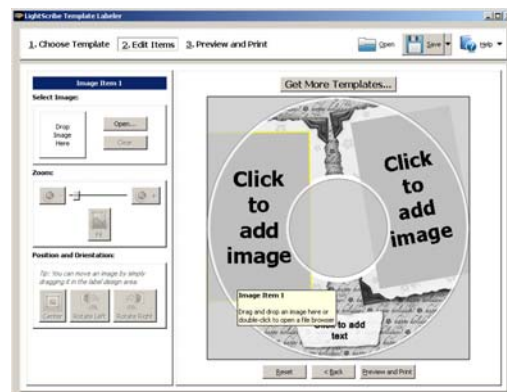 LightScribe Template Labeler
1. Choose Template 2. Edit Items 3. Preview and Print Open Save Help
Image Item 1
Select Image:
Drop
Image
Here
Open...
Clear
Zoom:
Fit
Position and Orientation:
Tip: You can move an image by simply
dragging it in the label design area.
Center Rotate Left Rotate Right
Get More Templates...
Click
to
add
image
Click
to
add
image
Image Item 1
Drag and drop an image here or
double-click to open a file browser
Click to add
text
Reset < Back Preview and Print